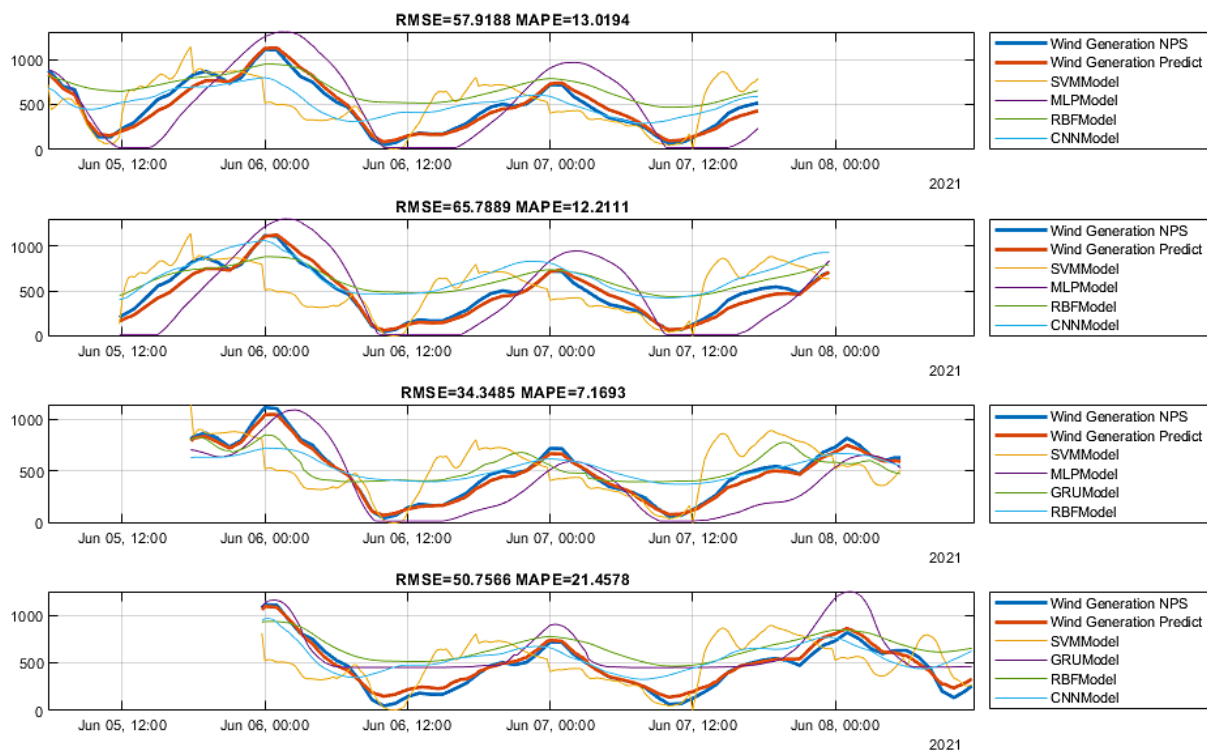 RMSE=57.9188 MAPE=13.0194
1000
500
0
Jun 05, 12:00
Jun 06, 00:00
Jun 06, 12:00
Jun 07, 00:00
Jun 07, 12:00
Jun 08, 00:00
2021
Wind Generation NPS
Wind Generation Predict
SVMModel
MLPModel
RBFModel
CNNModel
RMSE=65.7889 MAPE=12.2111
1000
500
0
Jun 05, 12:00
Jun 06, 00:00
Jun 06, 12:00
Jun 07, 00:00
Jun 07, 12:00
Jun 08, 00:00
2021
Wind Generation NPS
Wind Generation Predict
SVMModel
MLPModel
RBFModel
CNNModel
RMSE=34.3485 MAPE=7.1693
1000
500
0
Jun 05, 12:00
Jun 06, 00:00
Jun 06, 12:00
Jun 07, 00:00
Jun 07, 12:00
Jun 08, 00:00
2021
Wind Generation NPS
Wind Generation Predict
SVMModel
MLPModel
GRUModel
RBFModel
RMSE=50.7566 MAPE=21.4578
1000
500
0
Jun 05, 12:00
Jun 06, 00:00
Jun 06, 12:00
Jun 07, 00:00
Jun 07, 12:00
Jun 08, 00:00
2021
Wind Generation NPS
Wind Generation Predict
SVMModel
GRUModel
RBFModel
CNNModel